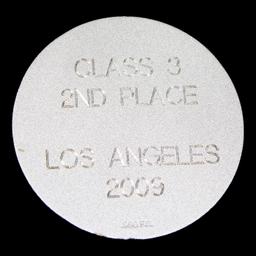 CLASS 3
2ND PLACE
LOS ANGELES
2009